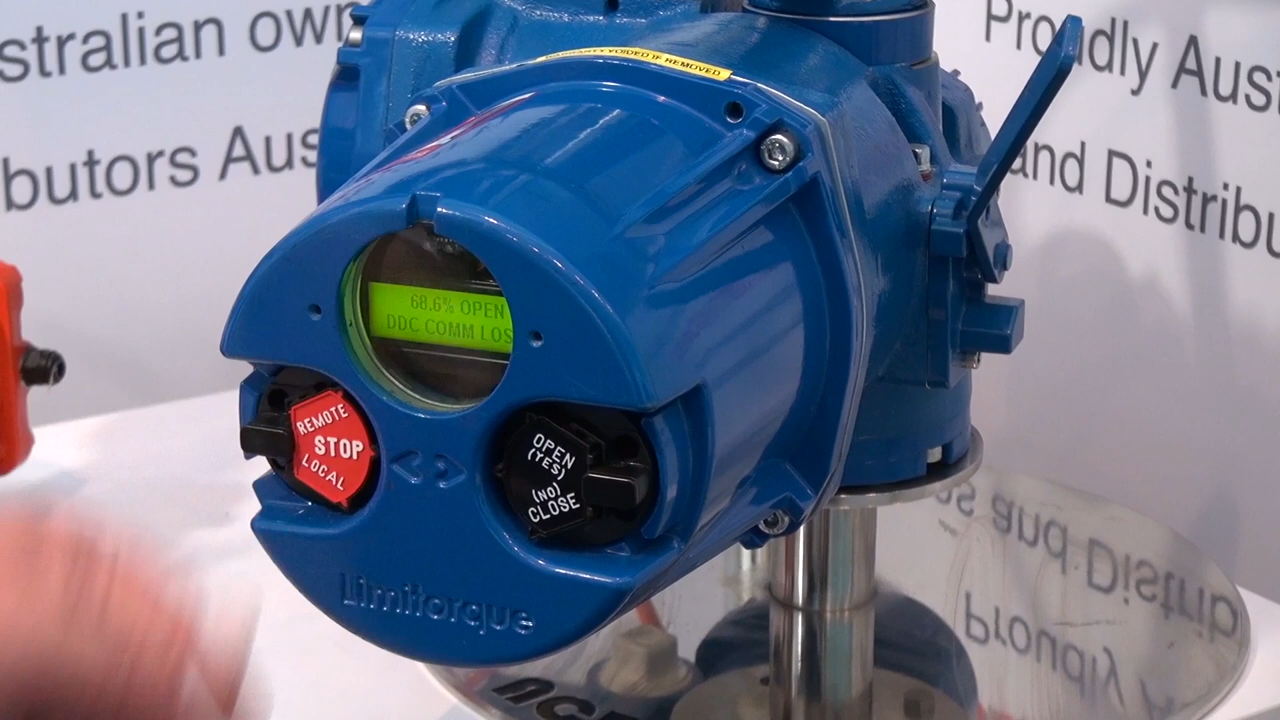 stralian own
butors Aus
Proudly Aust
and Distribu
WARRANTY VOIDED IF REMOVED
68.6% OPEN
DDC COMM LOS
REMOTE
STOP
LOCAL
OPEN
(YES)
(NO)
CLOSE
Limitorque
es and Distrib
Proudly A